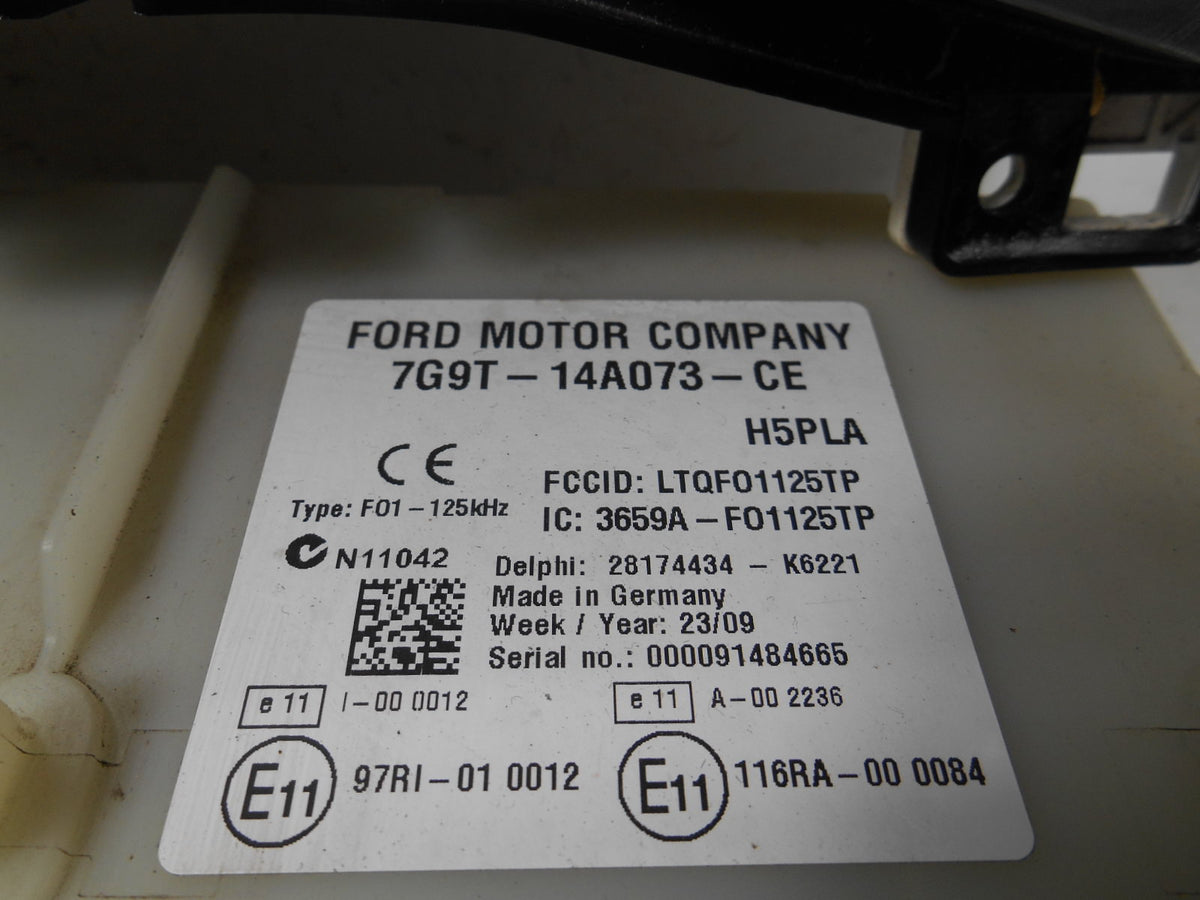 FORD MOTOR COMPANY
7G9T-14A073-CE
H5PLA
CE
FCCID: LTQFO1125TP
Type: FO1-125kHz
IC: 3659A-FO1125TP
N11042
Delphi: 28174434 - K6221
Made in Germany
Week / Year: 23/09
Serial no.: 000091484665
e 11 I-00 0012
e 11 A-00 2236
E11 97RI-01 0012
E11 116RA-00 0084